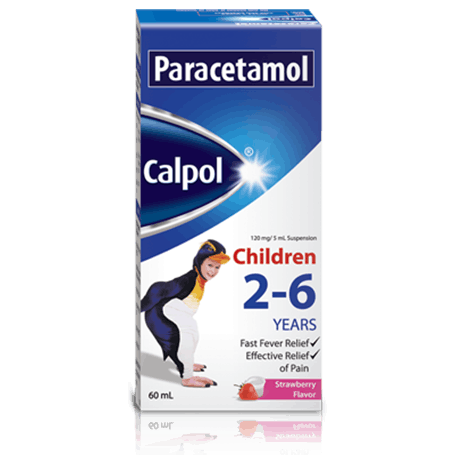 Paracetamol
Calpol®
120 mg/ 5 mL Suspension
Children
2-6
YEARS
Fast Fever Relief✓
Effective Relief✓
of Pain
Strawberry
Flavor
60 mL